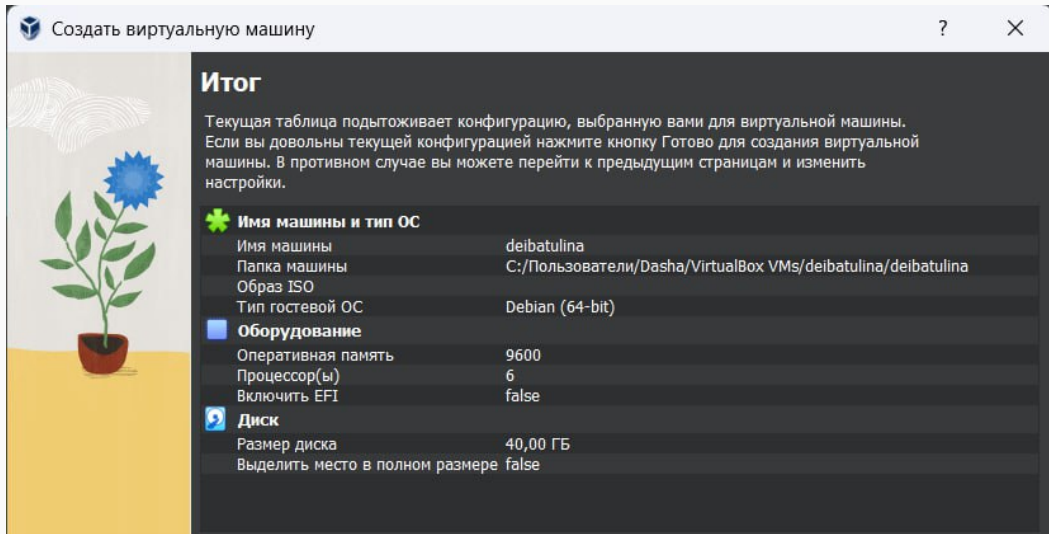 Создать виртуальную машину ? ×
Итог
Текущая таблица подытоживает конфигурацию, выбранную вами для виртуальной машины.
Если вы довольны текущей конфигурацией нажмите кнопку Готово для создания виртуальной
машины. В противном случае вы можете перейти к предыдущим страницам и изменить
настройки.
Имя машины и тип ОС
Имя машины deibatulina
Папка машины C:/Пользователи/Dasha/VirtualBox VMs/deibatulina/deibatulina
Образ ISO
Тип гостевой ОС Debian (64-bit)
Оборудование
Оперативная память 9600
Процессор(ы) 6
Включить EFI false
Диск
Размер диска 40,00 ГБ
Выделить место в полном размере false